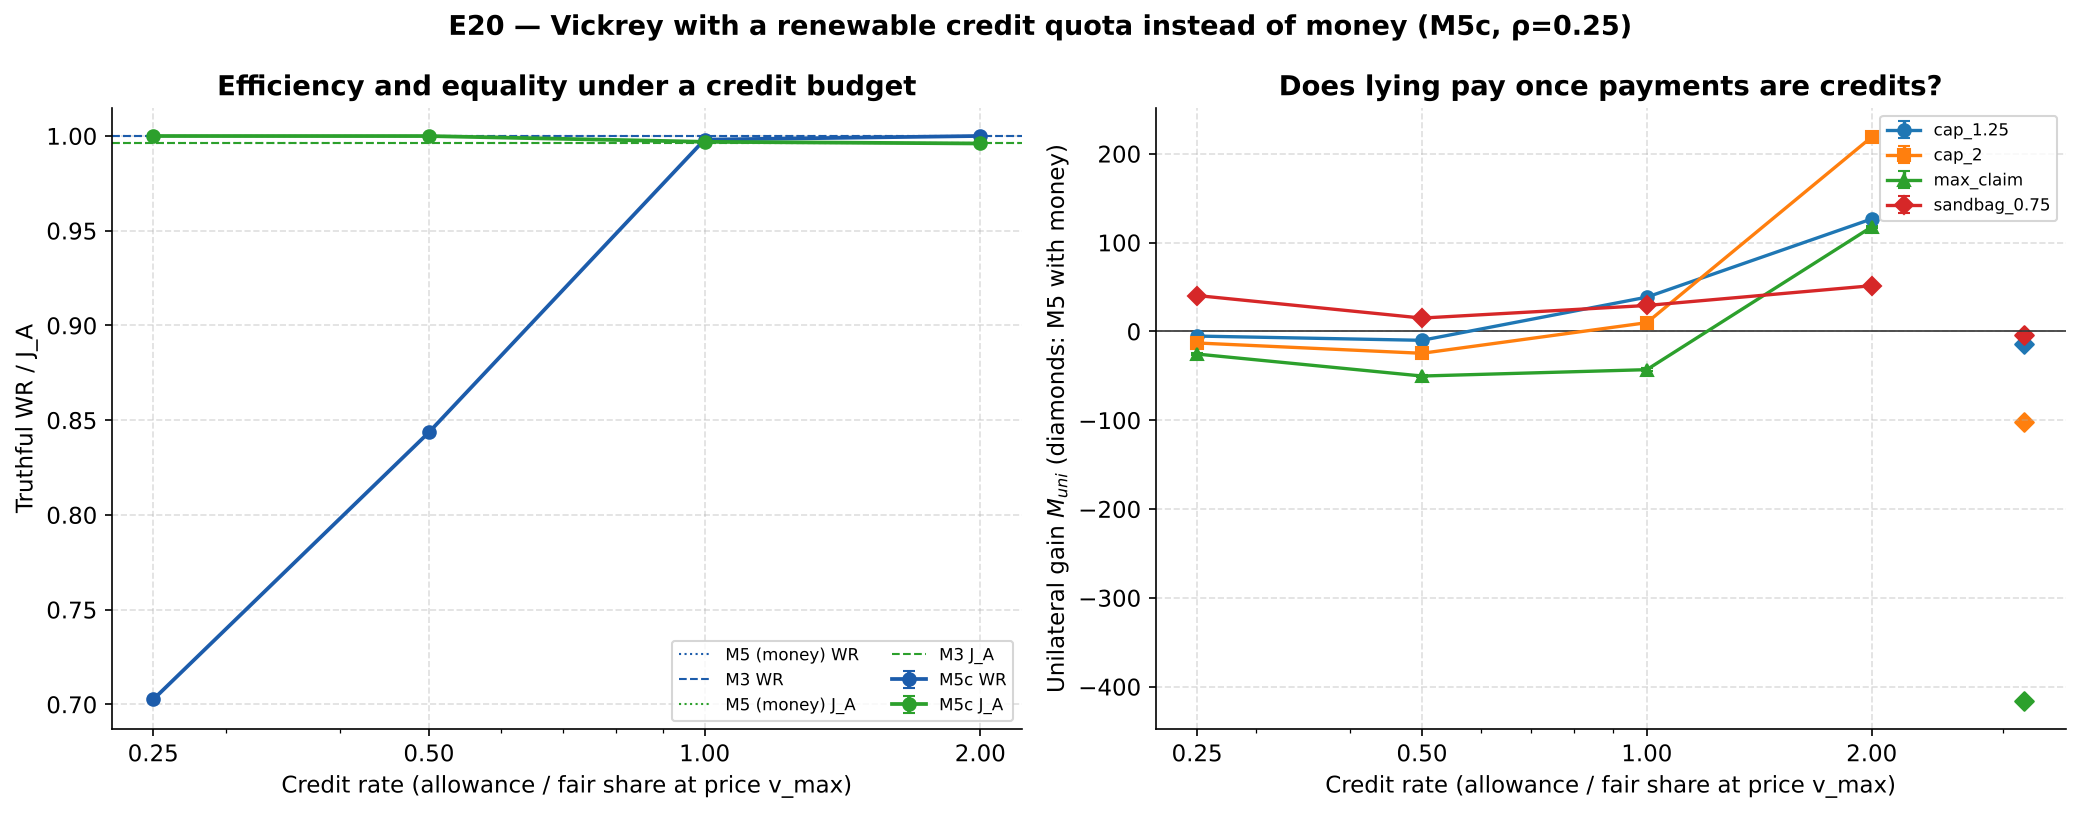 E20 — Vickrey with a renewable credit quota instead of money (M5c, ρ=0.25)
Efficiency and equality under a credit budget
Truthful WR / J_A
1.00
0.95
0.90
0.85
0.80
0.75
0.70
M5 (money) WR
M3 WR
M5 (money) J_A
M3 J_A
M5c WR
M5c J_A
0.25 0.50 1.00 2.00
Credit rate (allowance / fair share at price v_max)
Does lying pay once payments are credits?
Unilateral gain M_uni (diamonds: M5 with money)
200
100
0
−100
−200
−300
−400
cap_1.25
cap_2
max_claim
sandbag_0.75
0.25 0.50 1.00 2.00
Credit rate (allowance / fair share at price v_max)